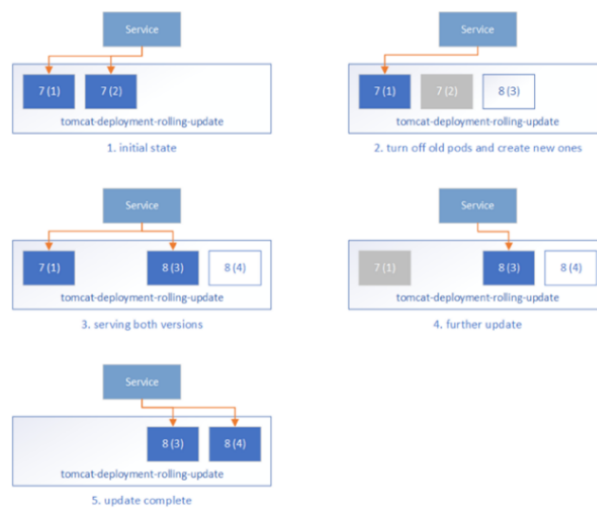 Service
7 (1) 7 (2)
tomcat-deployment-rolling-update
1. initial state
Service
7 (1) 7 (2) 8 (3)
tomcat-deployment-rolling-update
2. turn off old pods and create new ones
Service
7 (1) 8 (3) 8 (4)
tomcat-deployment-rolling-update
3. serving both versions
Service
7 (1) 8 (3) 8 (4)
tomcat-deployment-rolling-update
4. further update
Service
8 (3) 8 (4)
tomcat-deployment-rolling-update
5. update complete